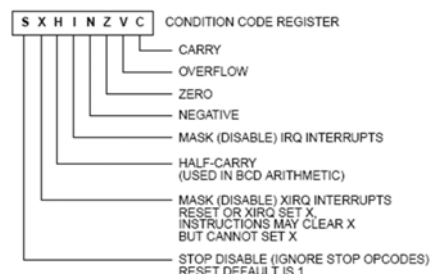 S X H I N Z V C CONDITION CODE REGISTER
CARRY
OVERFLOW
ZERO
NEGATIVE
MASK (DISABLE) IRQ INTERRUPTS
HALF-CARRY
(USED IN BCD ARITHMETIC)
MASK (DISABLE) XIRQ INTERRUPTS
RESET OR XIRQ SET X,
INSTRUCTIONS MAY CLEAR X
BUT CANNOT SET X
STOP DISABLE (IGNORE STOP OPCODES)
RESET DEFAULT IS 1